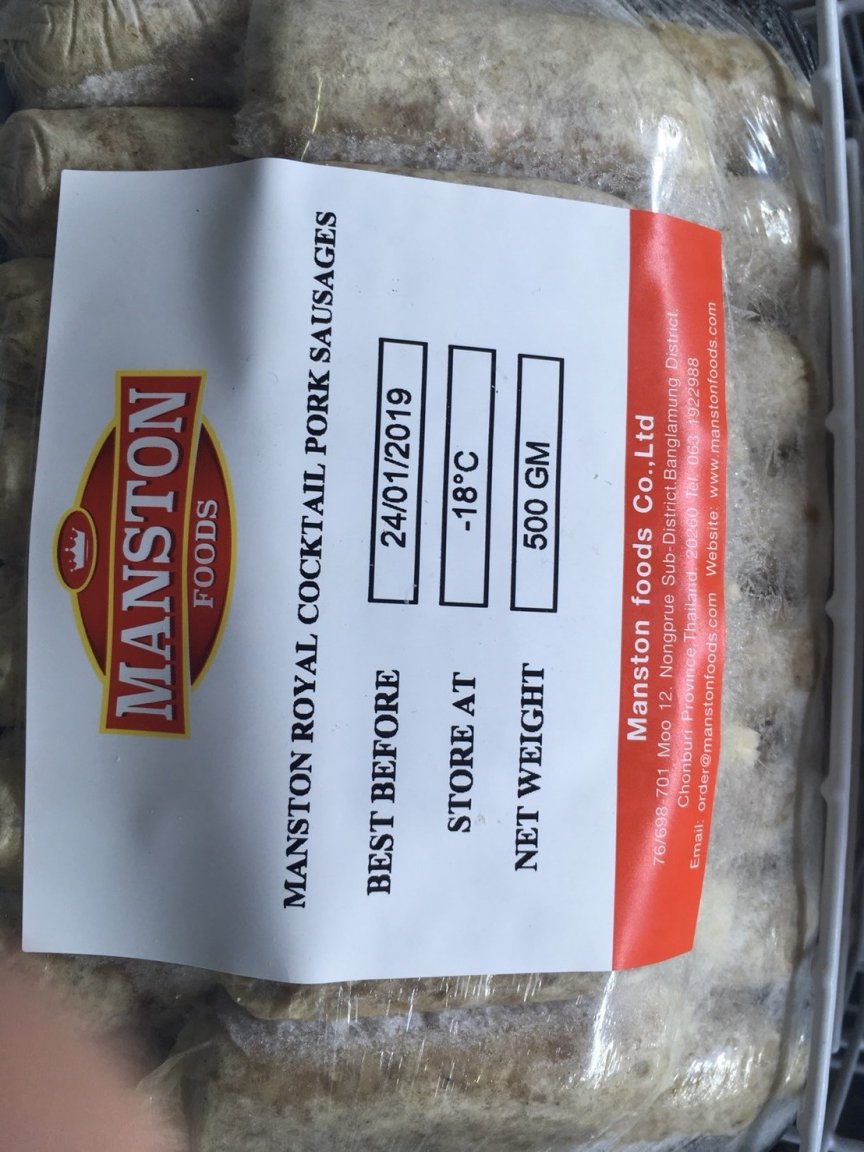 MANSTON
FOODS
MANSTON ROYAL COCKTAIL PORK SAUSAGES
BEST BEFORE 24/01/2019
STORE AT -18°C
NET WEIGHT 500 GM
Manston foods Co.,Ltd
76/698-701 Moo 12, Nongprue Sub-District,Banglamung District,
Chonburi Province,Thailand. 20260 Tel. 063 1922988
Email: order@manstonfoods.com Website: www.manstonfoods.com